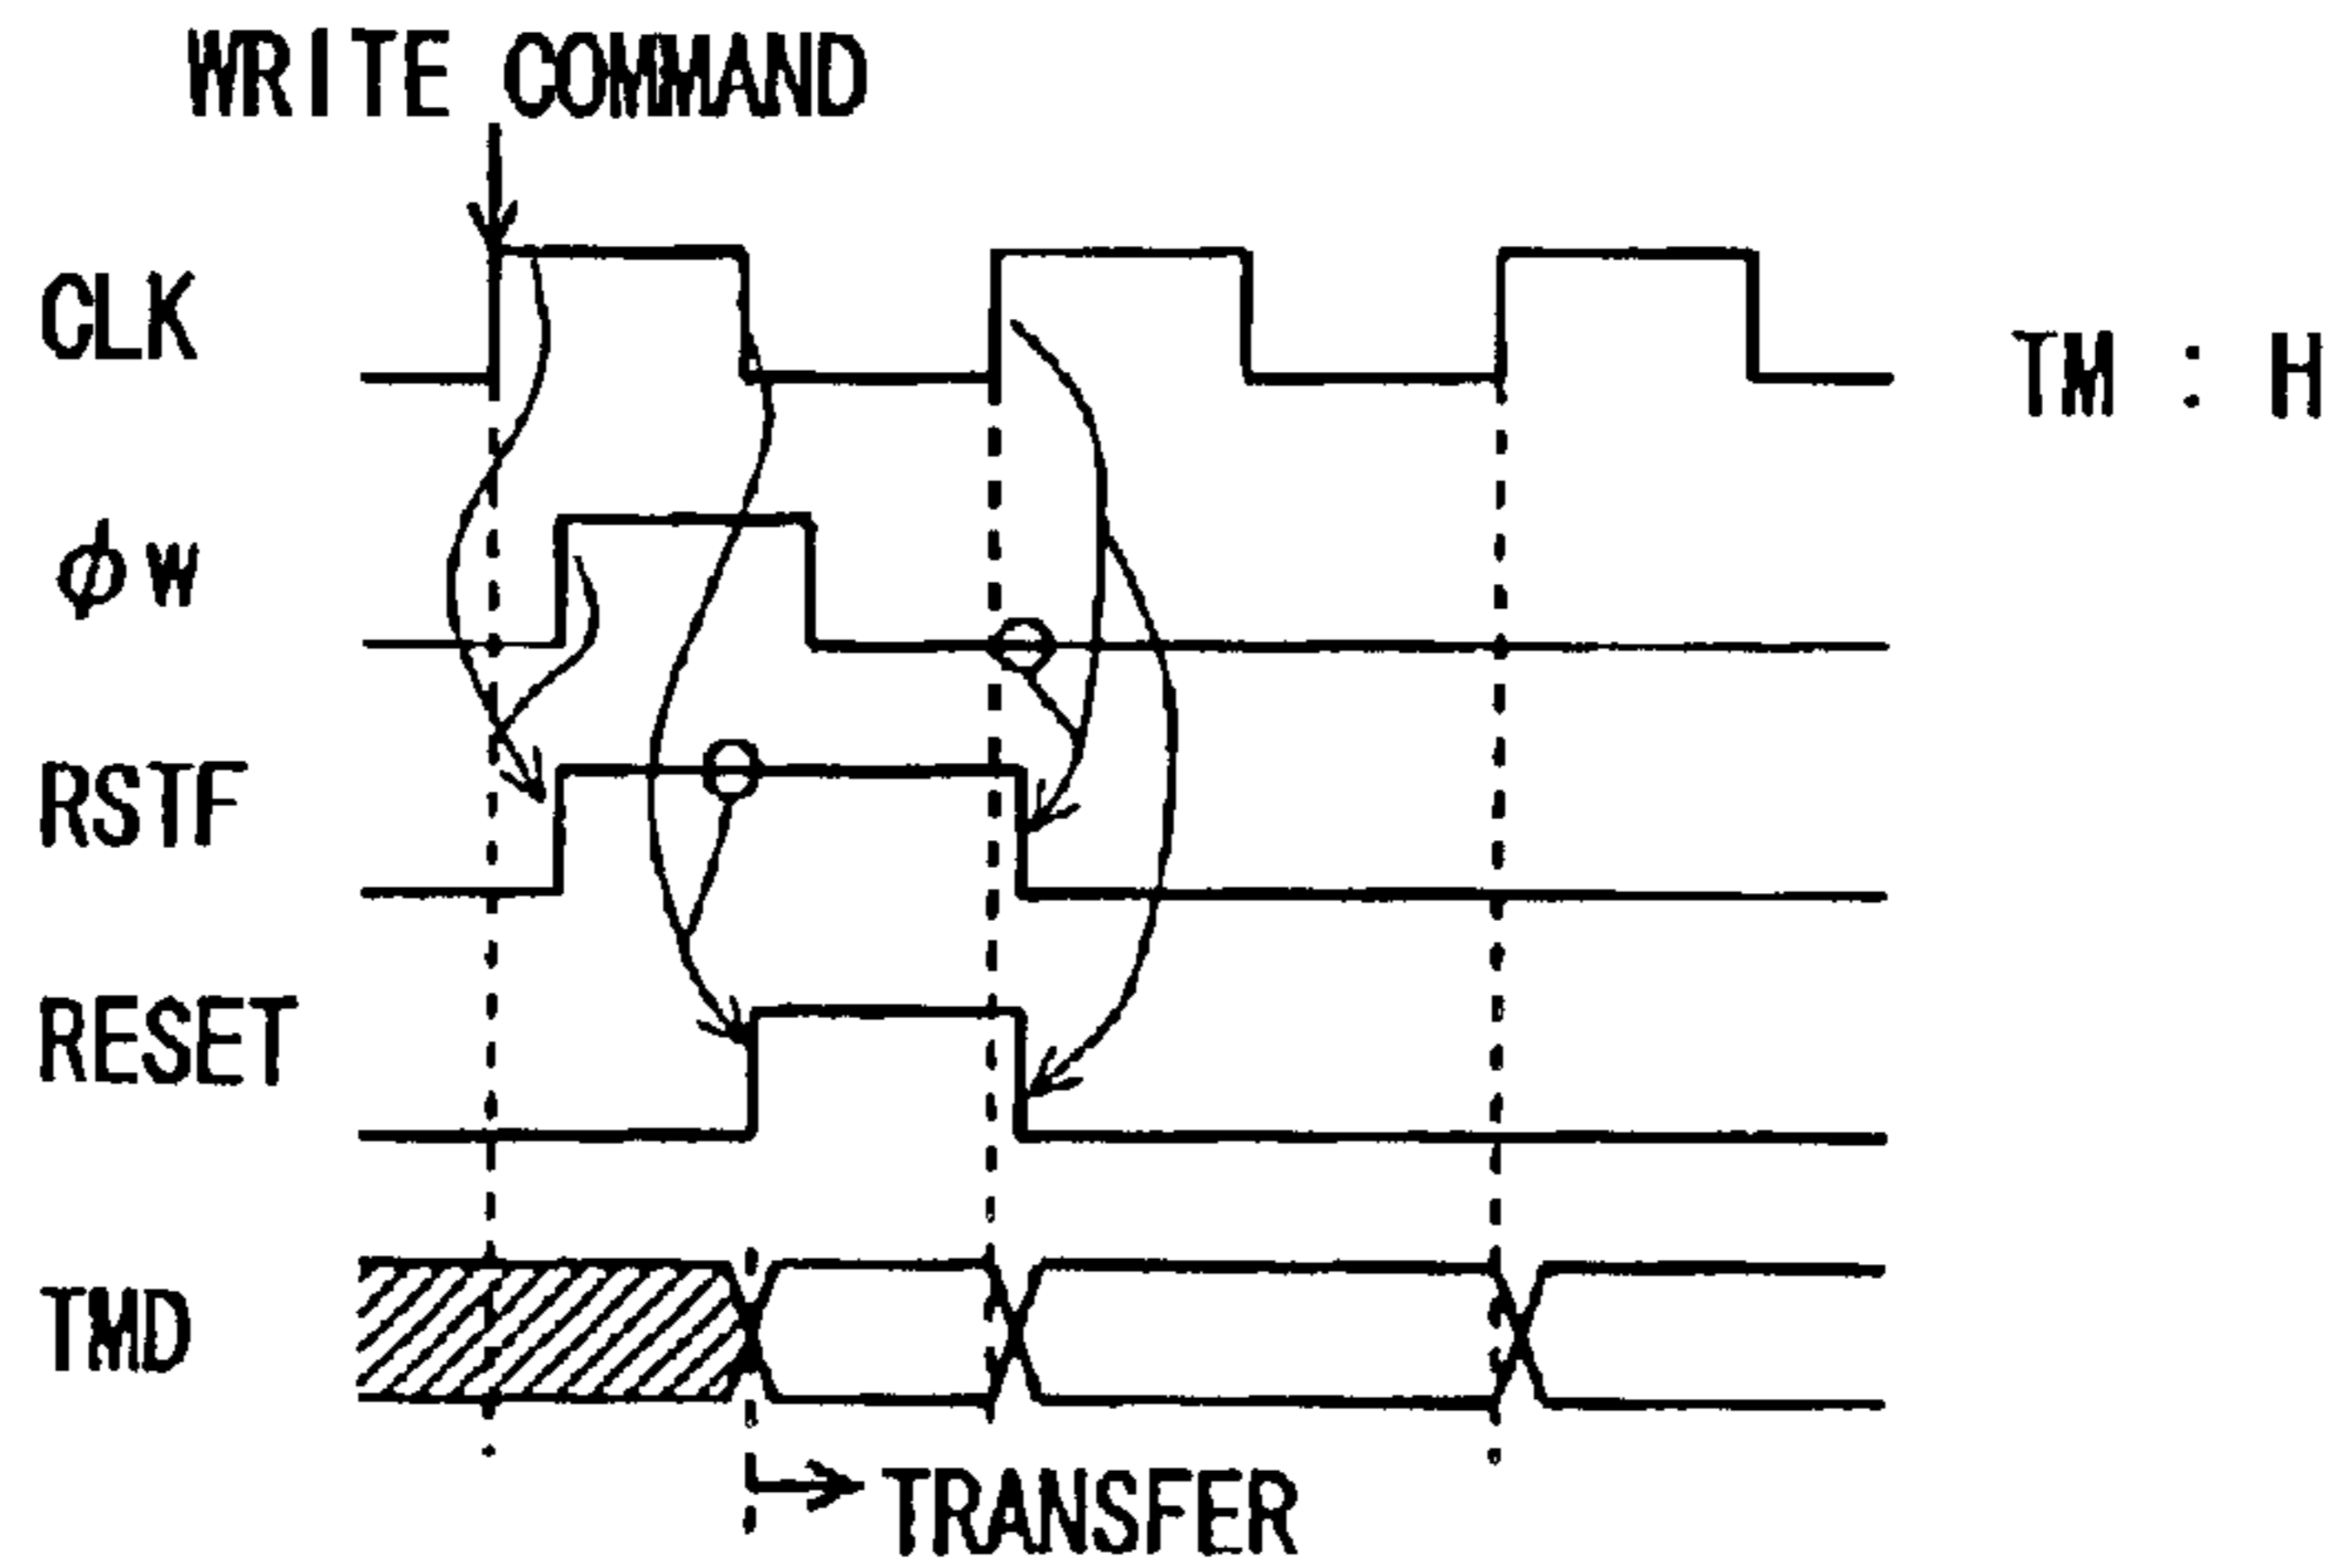 WRITE COMMAND
CLK
TM : H
φw
RSTF
RESET
TMD
TRANSFER